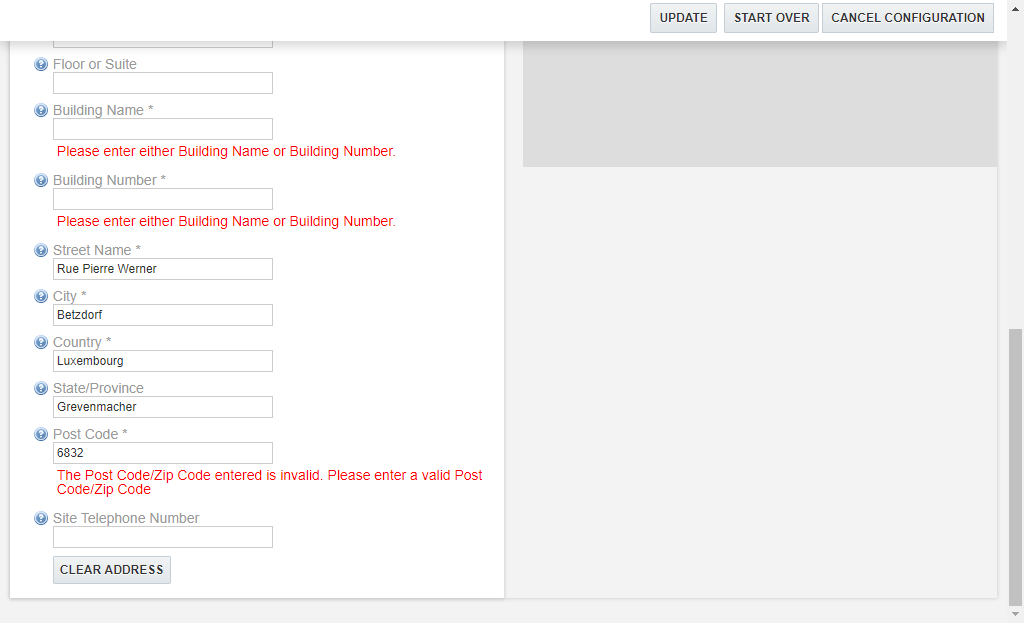 UPDATE START OVER CANCEL CONFIGURATION
Floor or Suite
Building Name *
Please enter either Building Name or Building Number.
Building Number *
Please enter either Building Name or Building Number.
Street Name *
Rue Pierre Werner
City *
Betzdorf
Country *
Luxembourg
State/Province
Grevenmacher
Post Code *
6832
The Post Code/Zip Code entered is invalid. Please enter a valid Post
Code/Zip Code
Site Telephone Number
CLEAR ADDRESS